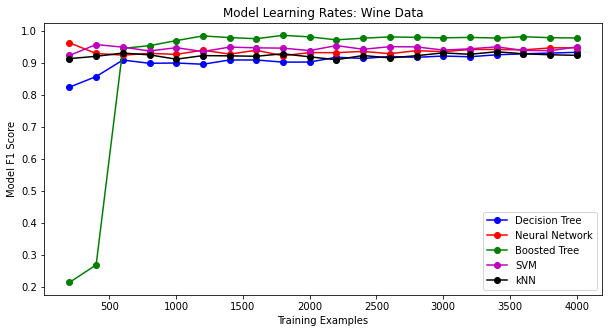 Model Learning Rates: Wine Data
Model F1 Score
1.0
0.9
0.8
0.7
0.6
0.5
0.4
0.3
0.2
Decision Tree
Neural Network
Boosted Tree
SVM
kNN
500 1000 1500 2000 2500 3000 3500 4000
Training Examples